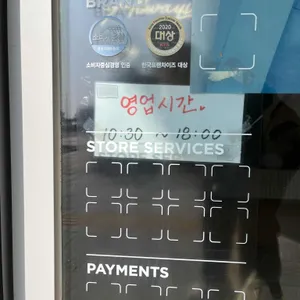 2020
대상
소비자중심경영 인증
한국프랜차이즈 대상
영업시간.
10:30 ~ 18:00
STORE SERVICES
PAYMENTS